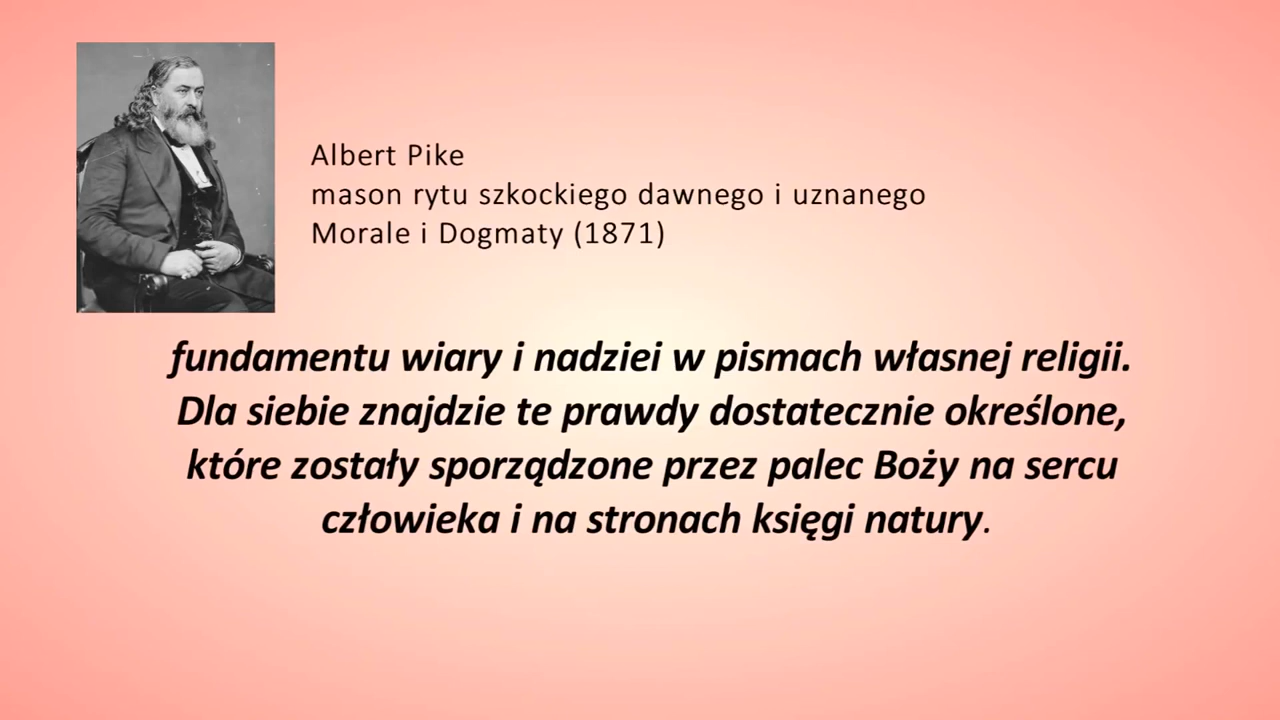 Albert Pike
mason rytu szkockiego dawnego i uznanego
Morale i Dogmaty (1871)
fundamentu wiary i nadziei w pismach własnej religii.
Dla siebie znajdzie te prawdy dostatecznie określone,
które zostały sporządzone przez palec Boży na sercu
człowieka i na stronach księgi natury.